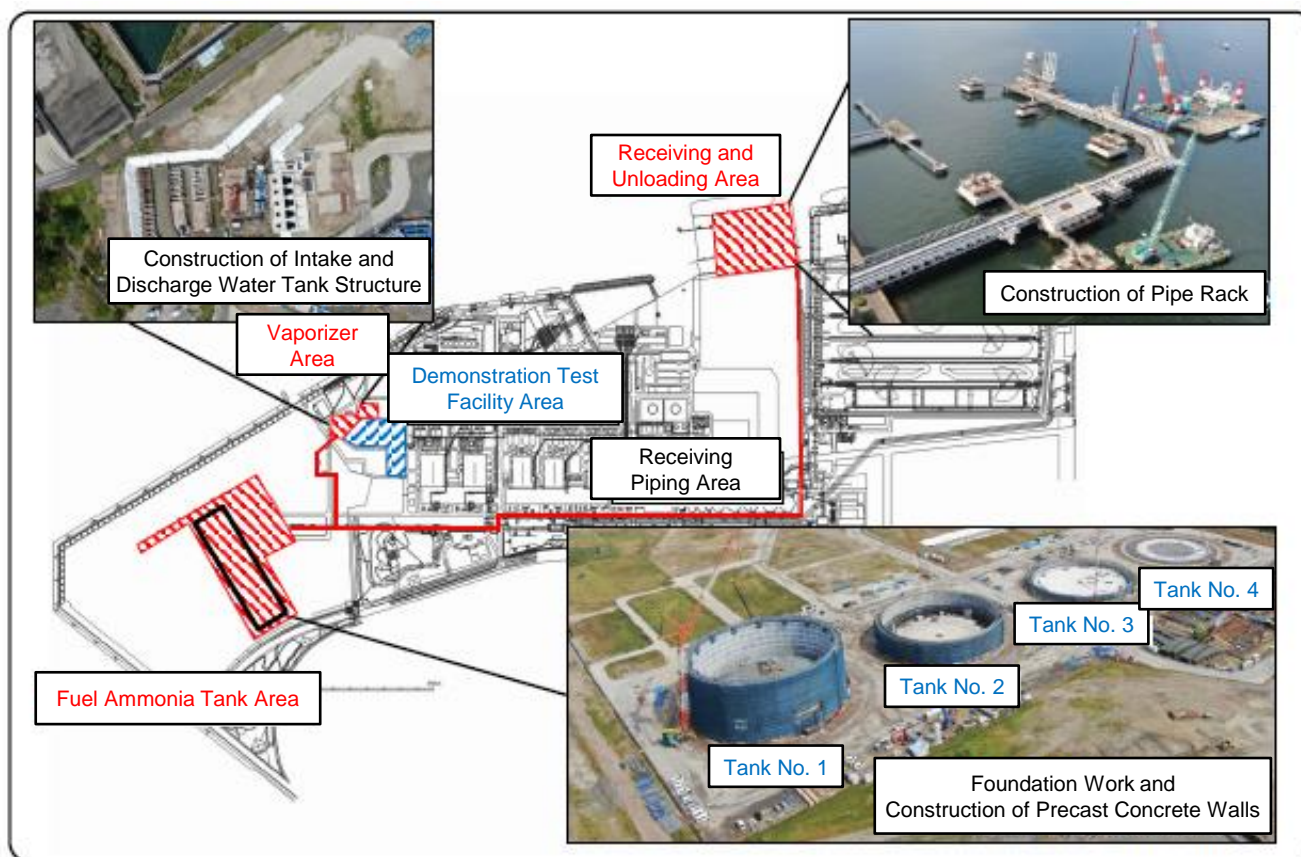 Construction of Intake and
Discharge Water Tank Structure
Receiving and
Unloading Area
Construction of Pipe Rack
Vaporizer
Area
Demonstration Test
Facility Area
Receiving
Piping Area
Fuel Ammonia Tank Area
Tank No. 4
Tank No. 3
Tank No. 2
Tank No. 1
Foundation Work and
Construction of Precast Concrete Walls